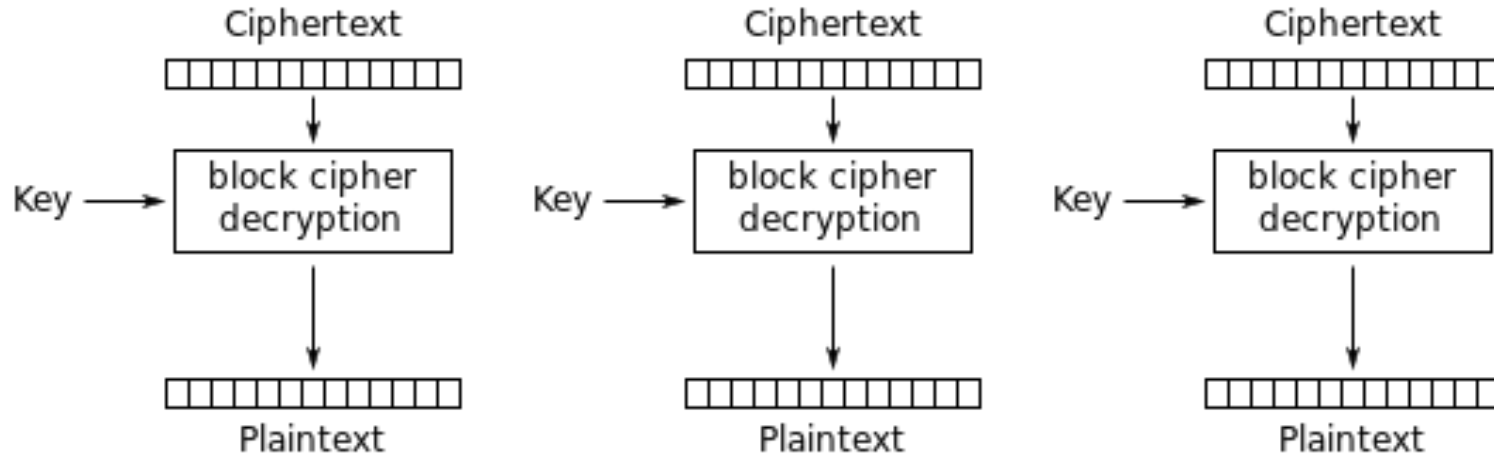 Ciphertext Ciphertext Ciphertext
Key block cipher decryption Key block cipher decryption Key block cipher decryption
Plaintext Plaintext Plaintext